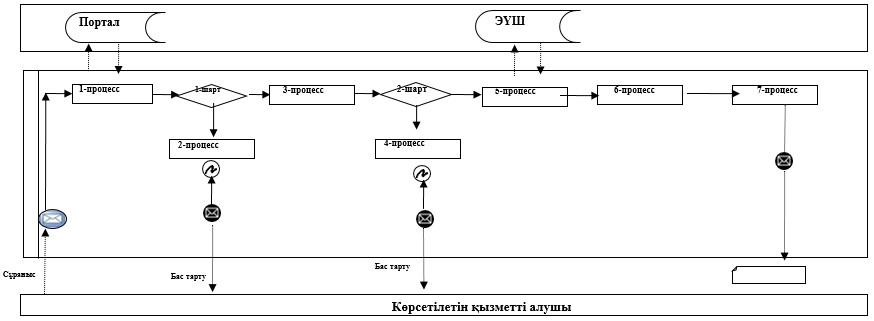 Портал
ЭҮШ
1-процесс
1-шарт
3-процесс
2-шарт
5-процесс
6-процесс
7-процесс
2-процесс
4-процесс
Сұраныс
Бас тарту
Бас тарту
Көрсетілетін қызметті алушы